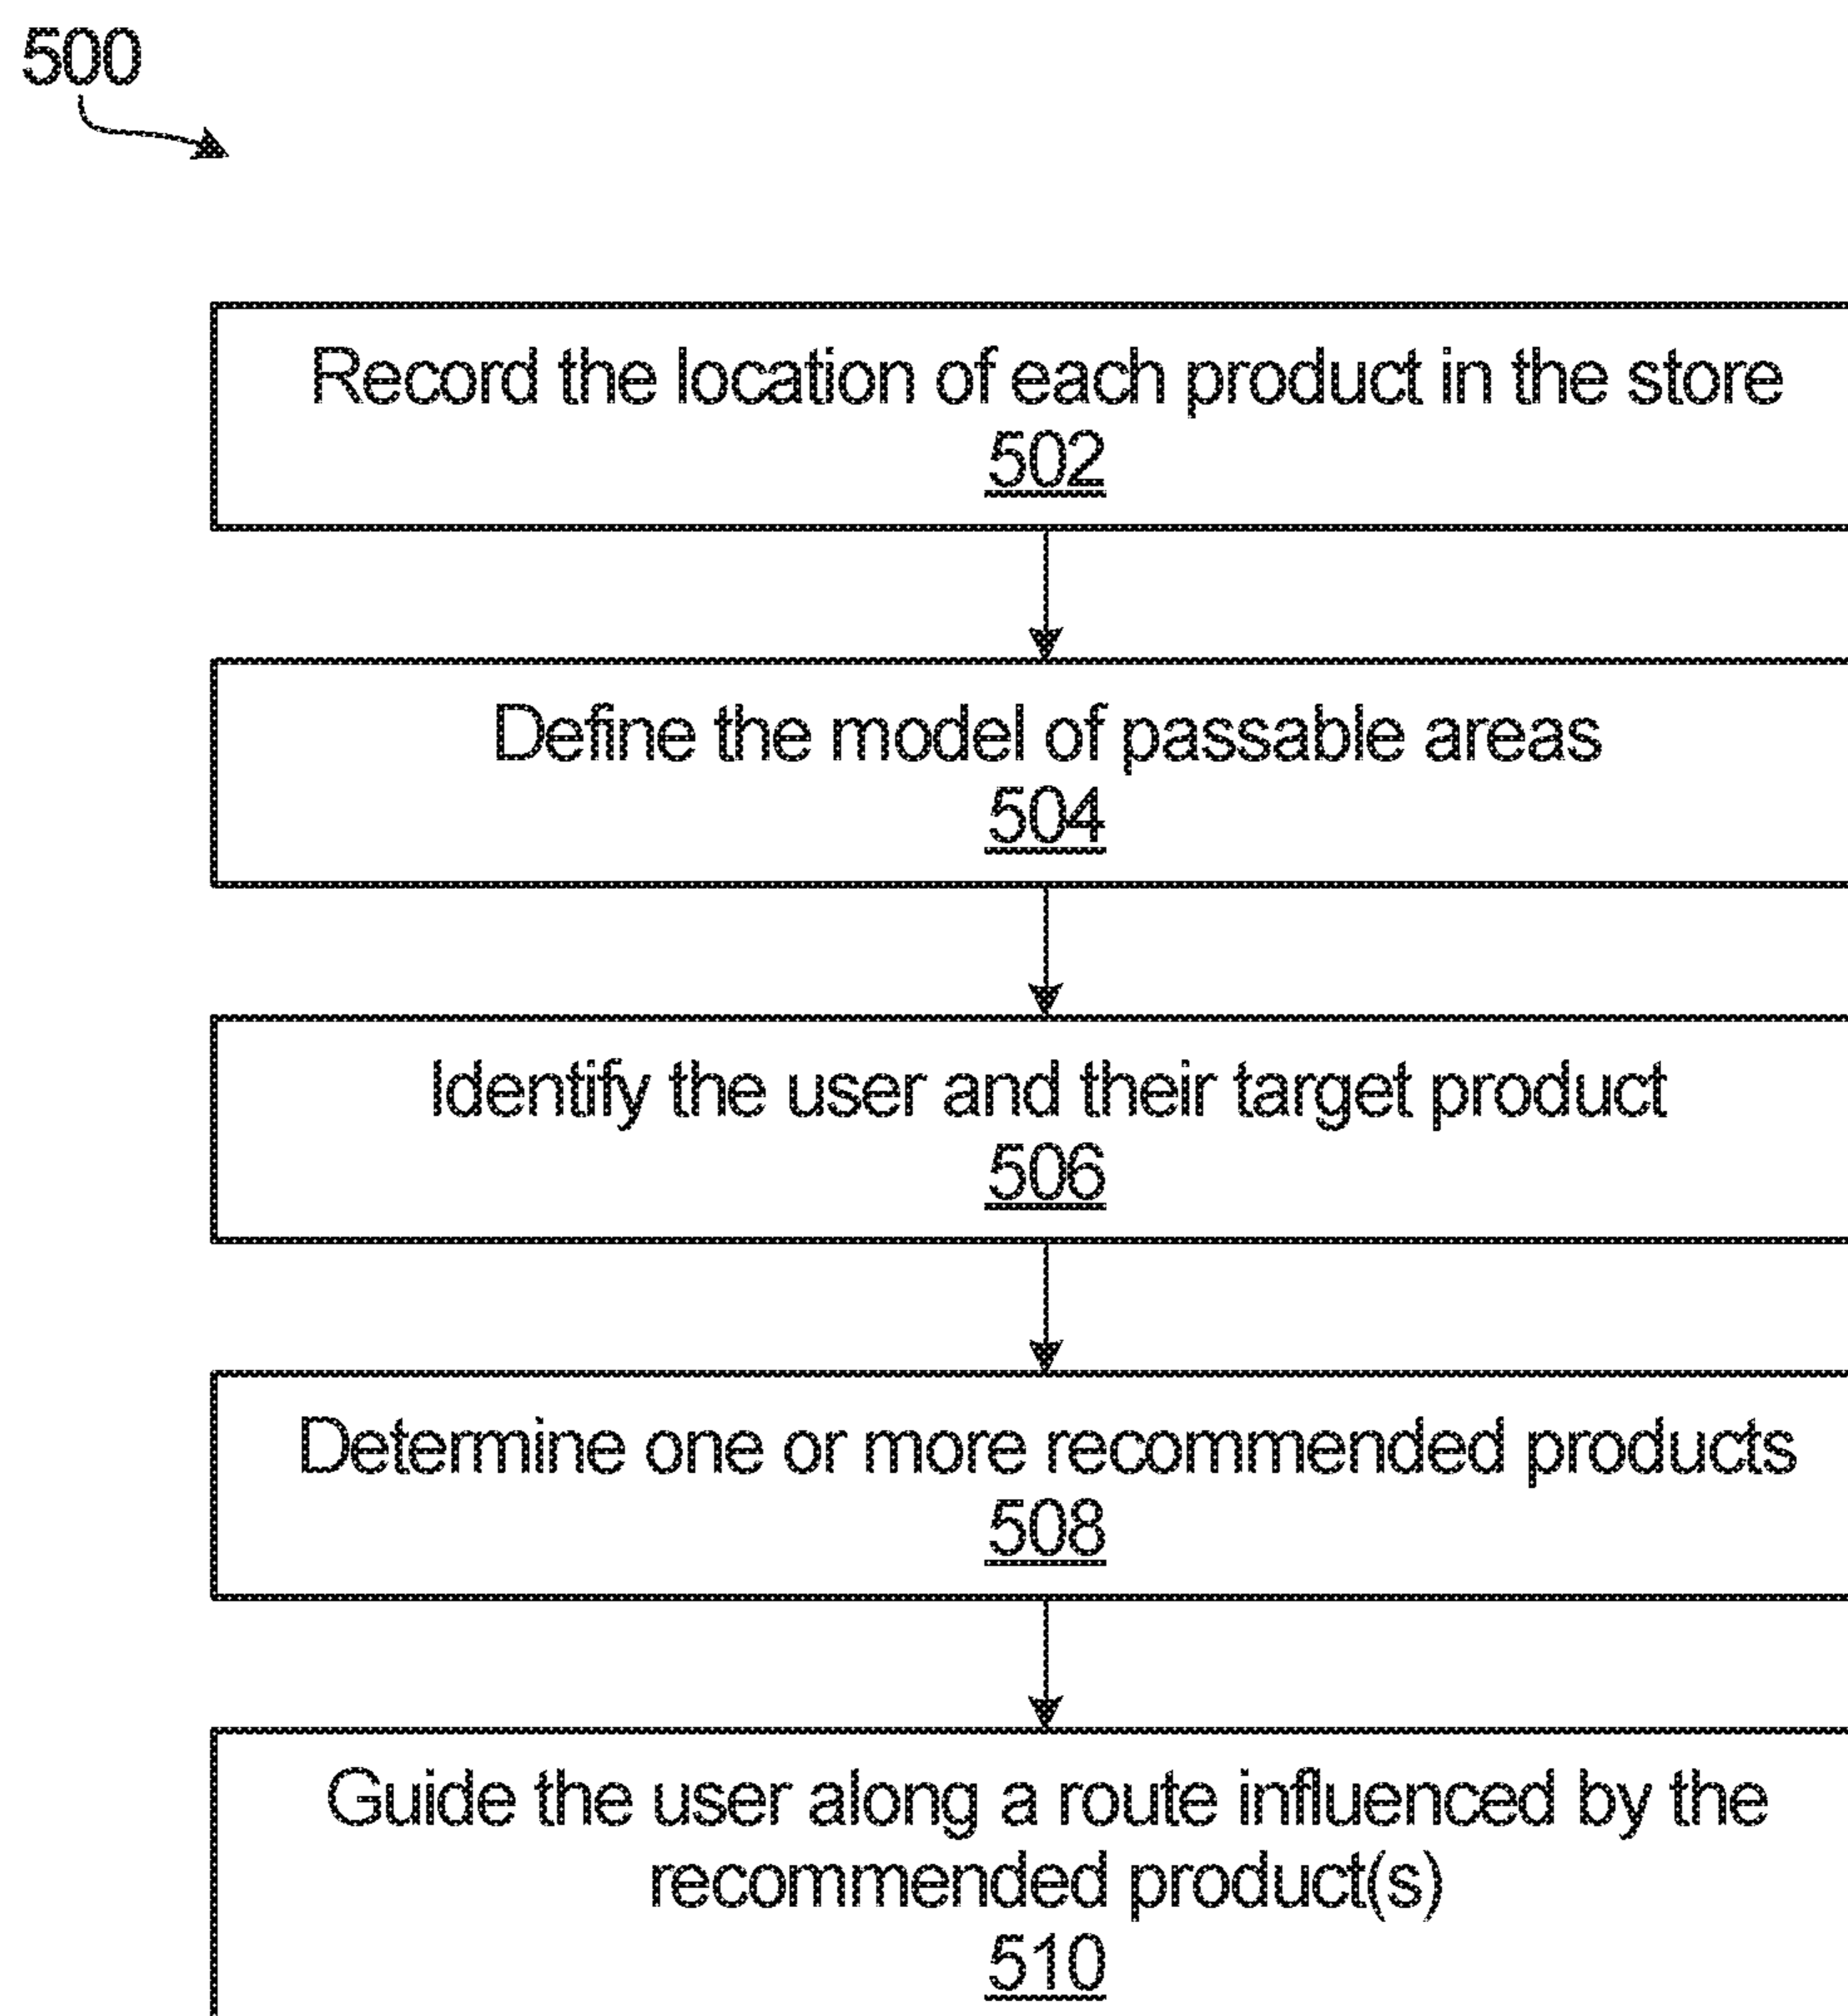 500
Record the location of each product in the store
502
Define the model of passable areas
504
Identify the user and their target product
506
Determine one or more recommended products
508
Guide the user along a route influenced by the
recommended product(s)
510